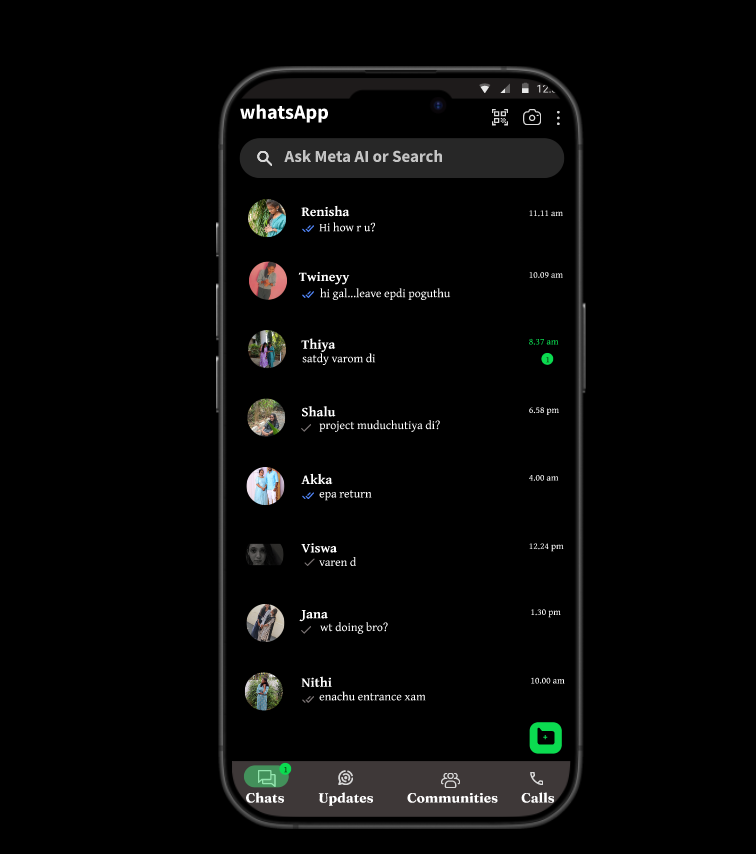 whatsApp
Ask Meta AI or Search
Renisha
11.11 am
Hi how r u?
Twineyy
10.09 am
hi gal...leave epdi poguthu
Thiya
8.37 am
satdy varom di
1
Shalu
6.58 pm
project muduchutiya di?
Akka
4.00 am
epa return
Viswa
12.24 pm
varen d
Jana
1.30 pm
wt doing bro?
Nithi
10.00 am
enachu entrance xam
1
Chats Updates Communities Calls